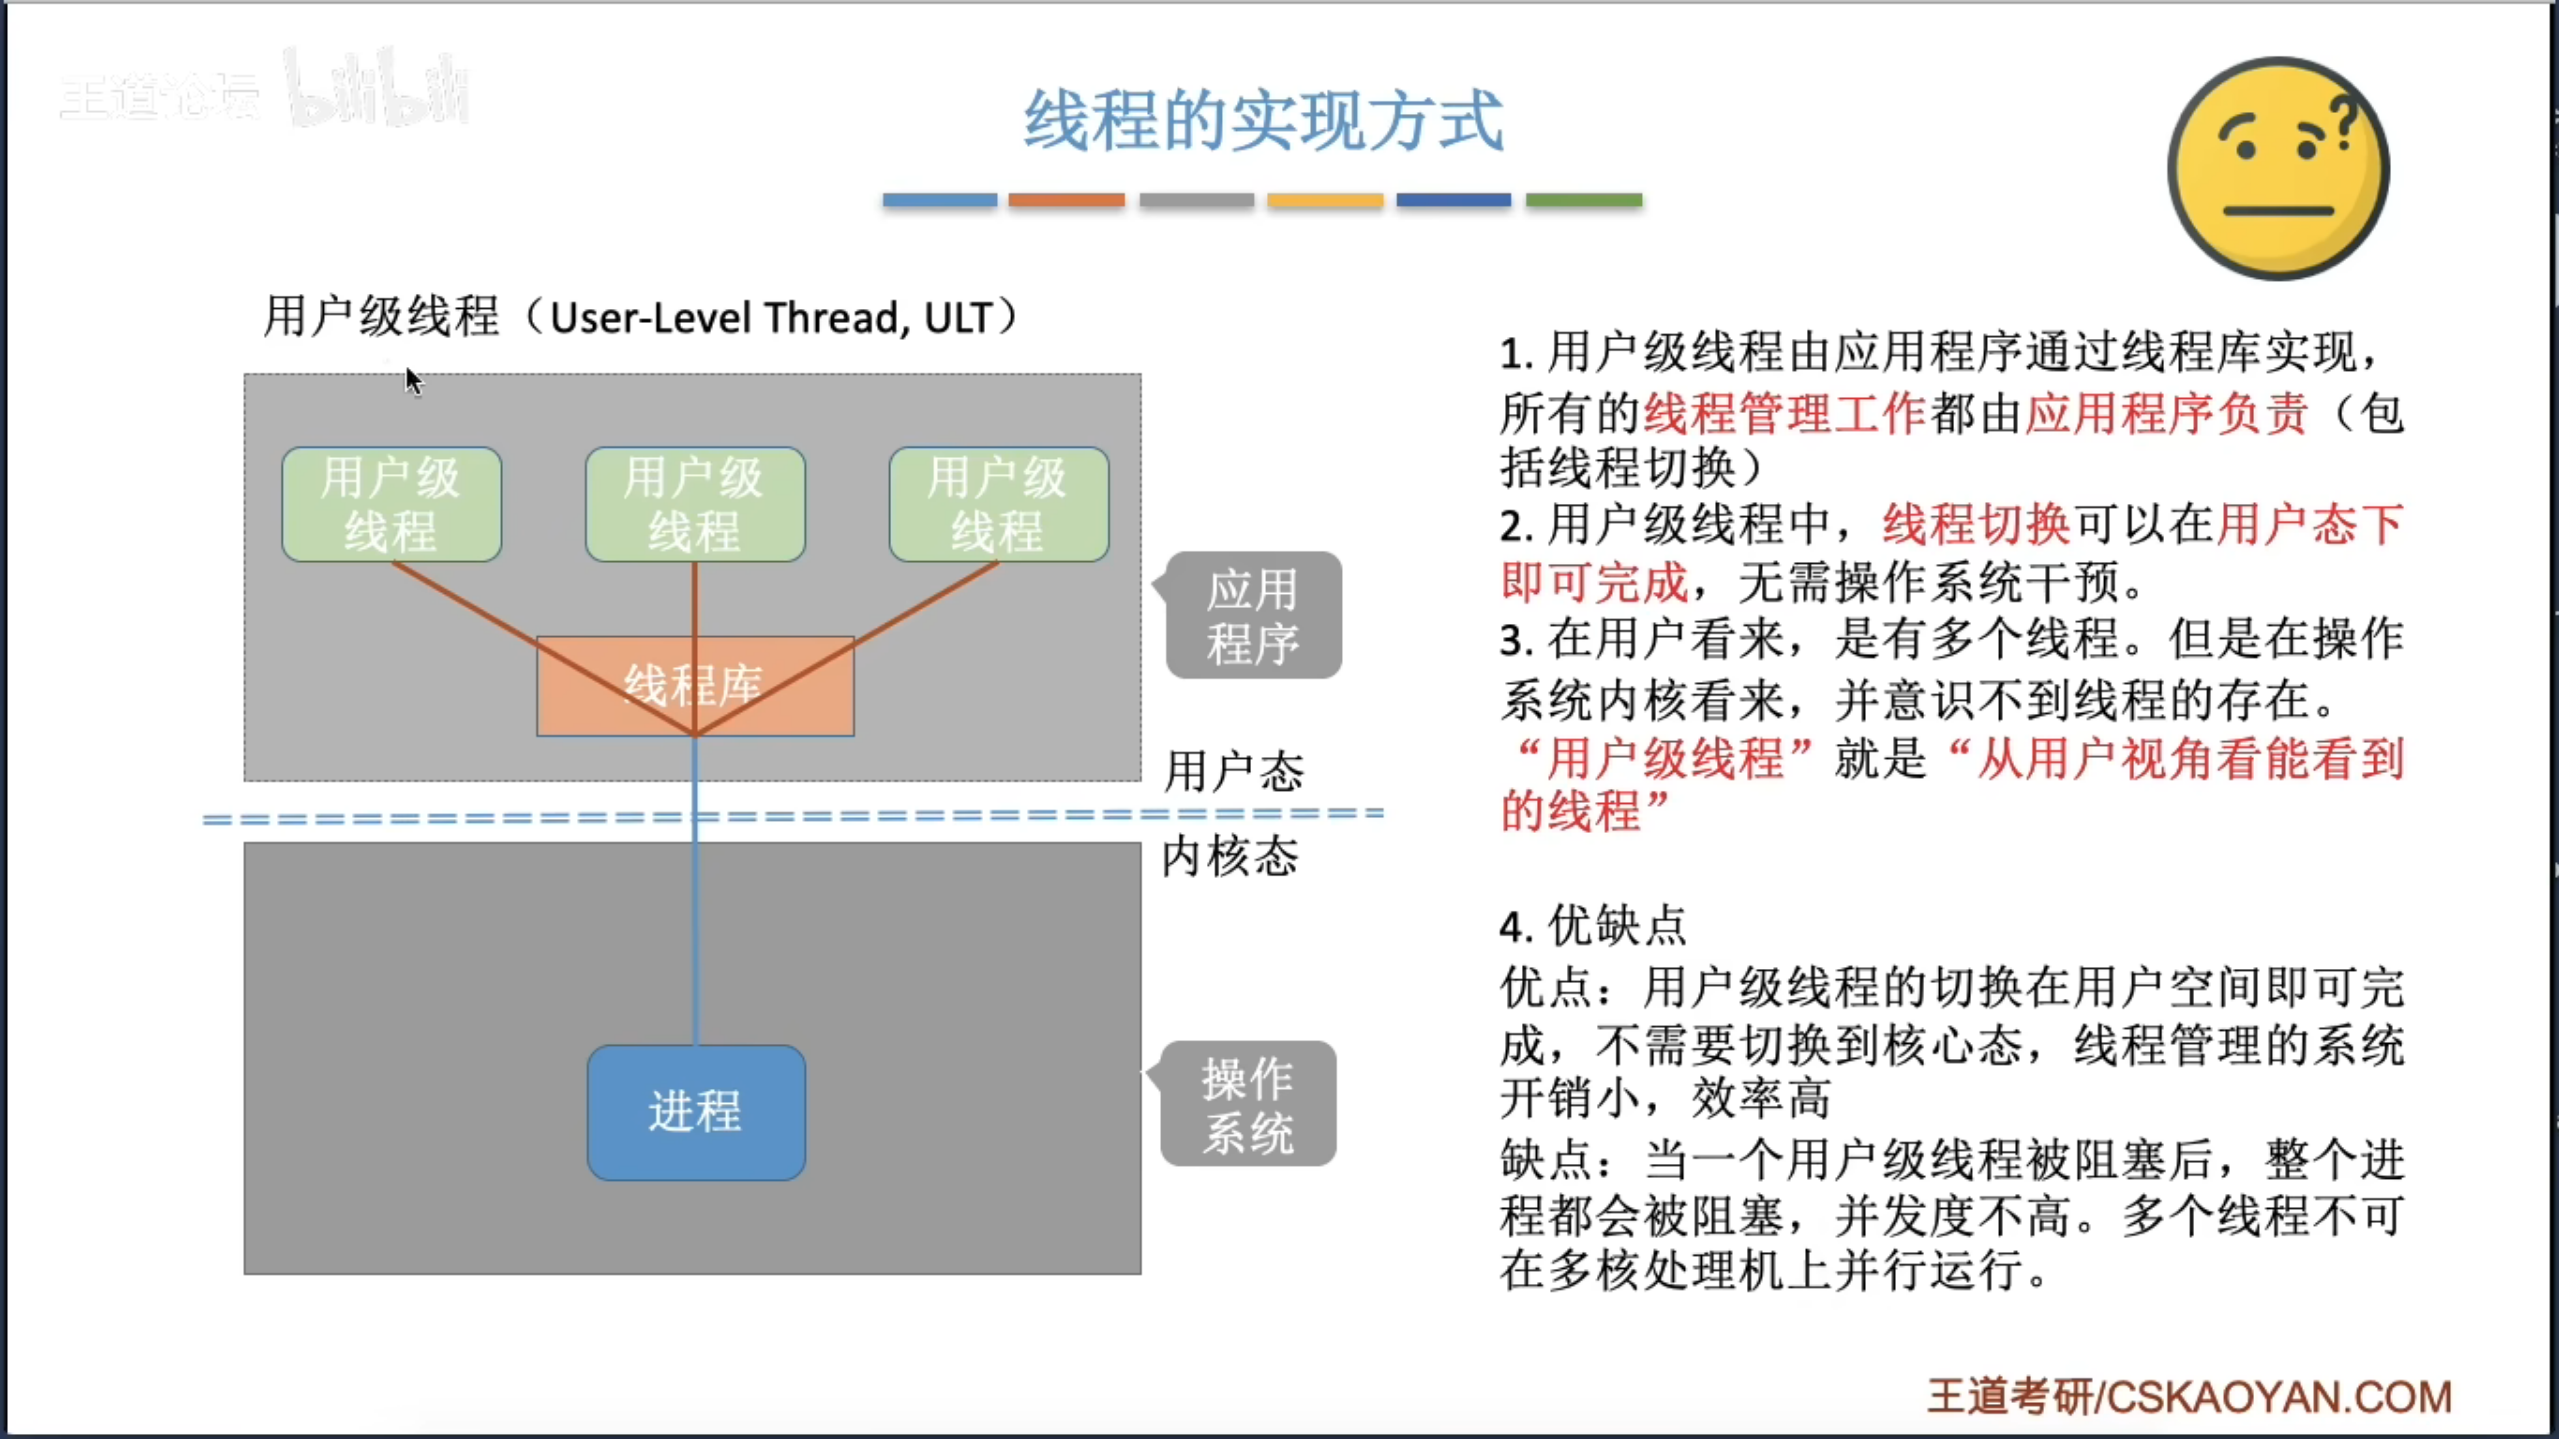 王道论坛 bilibili
线程的实现方式
用户级线程（User-Level Thread, ULT）
用户级
线程
用户级
线程
用户级
线程
线程库
应用
程序
用户态
内核态
进程
操作
系统
1. 用户级线程由应用程序通过线程库实现，
所有的线程管理工作都由应用程序负责（包
括线程切换）
2. 用户级线程中，线程切换可以在用户态下
即可完成，无需操作系统干预。
3. 在用户看来，是有多个线程。但是在操作
系统内核看来，并意识不到线程的存在。
“用户级线程”就是“从用户视角看能看到
的线程”
4. 优缺点
优点：用户级线程的切换在用户空间即可完
成，不需要切换到核心态，线程管理的系统
开销小，效率高
缺点：当一个用户级线程被阻塞后，整个进
程都会被阻塞，并发度不高。多个线程不可
在多核处理机上并行运行。
王道考研/CSKAOYAN.COM